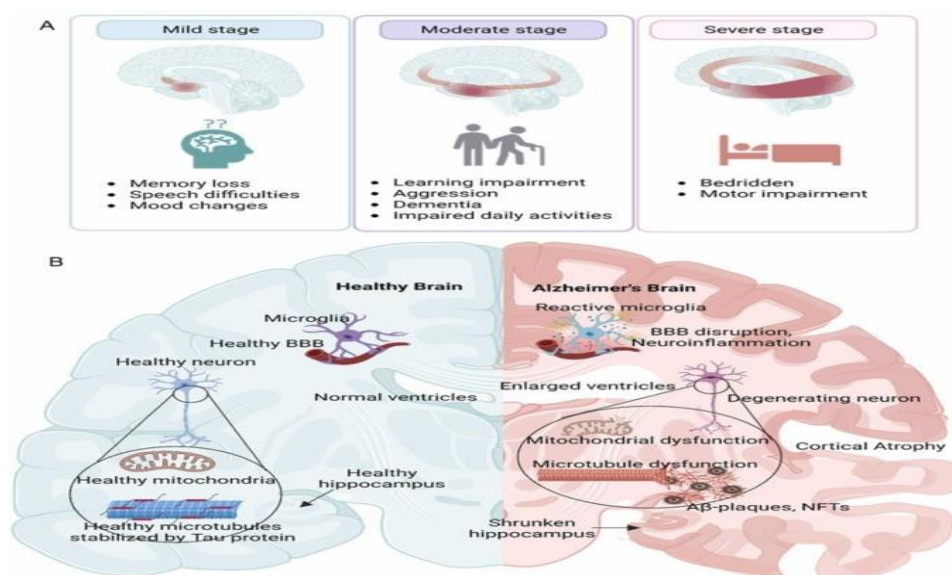 A
Mild stage
Moderate stage
Severe stage
??
• Memory loss
• Speech difficulties
• Mood changes
• Learning impairment
• Aggression
• Dementia
• Impaired daily activities
• Bedridden
• Motor impairment
B
Healthy Brain
Microglia
Healthy BBB
Healthy neuron
Normal ventricles
Healthy mitochondria
Healthy microtubules
stabilized by Tau protein
Healthy
hippocampus
Alzheimer's Brain
Reactive microglia
BBB disruption,
Neuroinflammation
Enlarged ventricles
Degenerating neuron
Mitochondrial dysfunction
Cortical Atrophy
Microtubule dysfunction
Aβ-plaques, NFTs
Shrunken
hippocampus